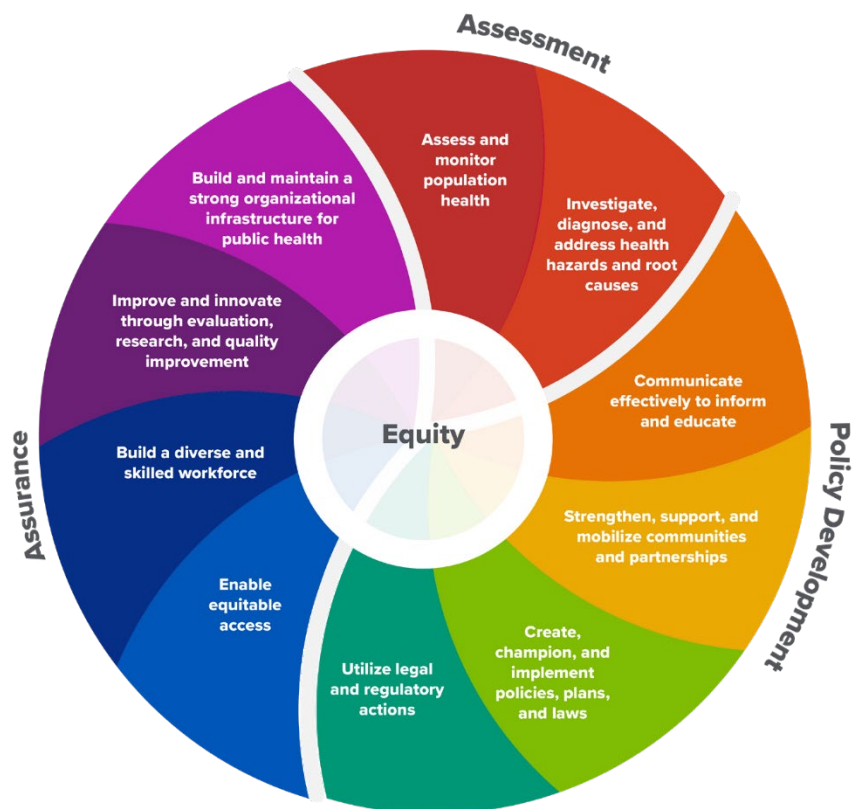 Assessment
Assess and
monitor
population
health
Investigate,
diagnose, and
address health
hazards and root
causes
Policy Development
Communicate
effectively to inform
and educate
Strengthen, support, and
mobilize communities
and partnerships
Create,
champion, and
implement
policies, plans,
and laws
Utilize legal
and regulatory
actions
Assurance
Enable
equitable
access
Build a diverse and
skilled workforce
Improve and innovate
through evaluation,
research, and quality
improvement
Build and maintain a
strong organizational
infrastructure for
public health
Equity